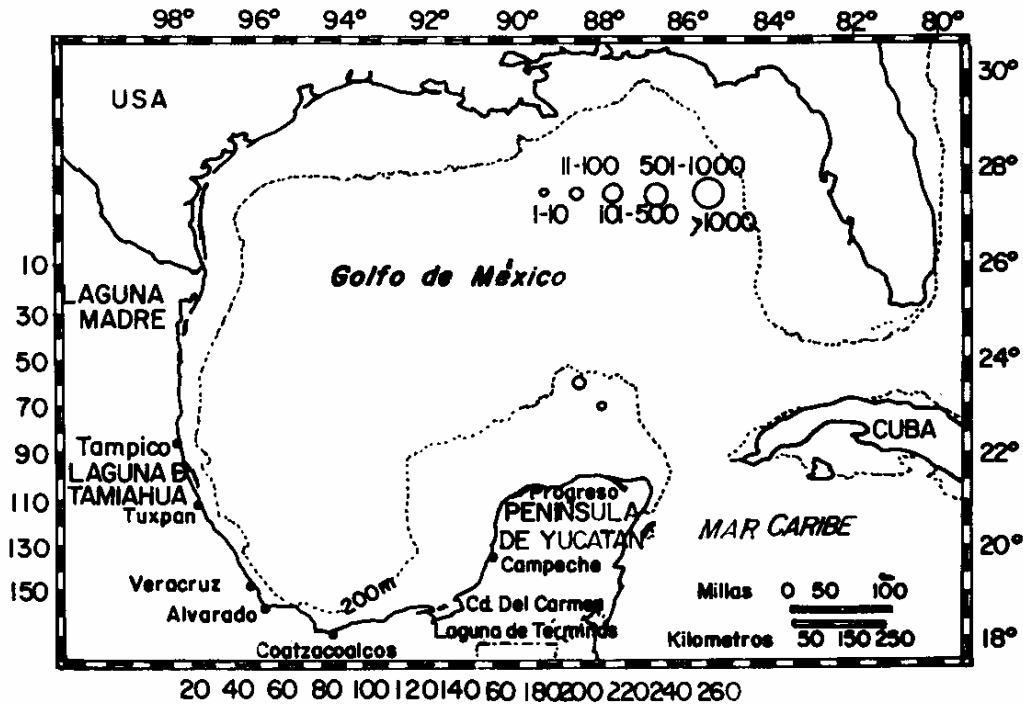 98° 96° 94° 92° 90° 88° 86° 84° 82° 80°
30°
USA
28°
11-100 501-1000
1-10 101-500 >1000
10
26°
Golfo de México
LAGUNA
MADRE
30
50
24°
70
Tampico
CUBA
90
22°
LAGUNA D
TAMIAHUA
110
Tuxpan
Progreso
PENINSULA
DE YUCATAN
MAR CARIBE
130
20°
Campeche
150
Veracruz
Alvarado
200m
Cd. Del Carmen
Millas 0 50 100
Laguna de Terminos
Kilometros 50 150 250
18°
Coatzacoalcos
20 40 60 80 100 120 140 60 180 200 220 240 260